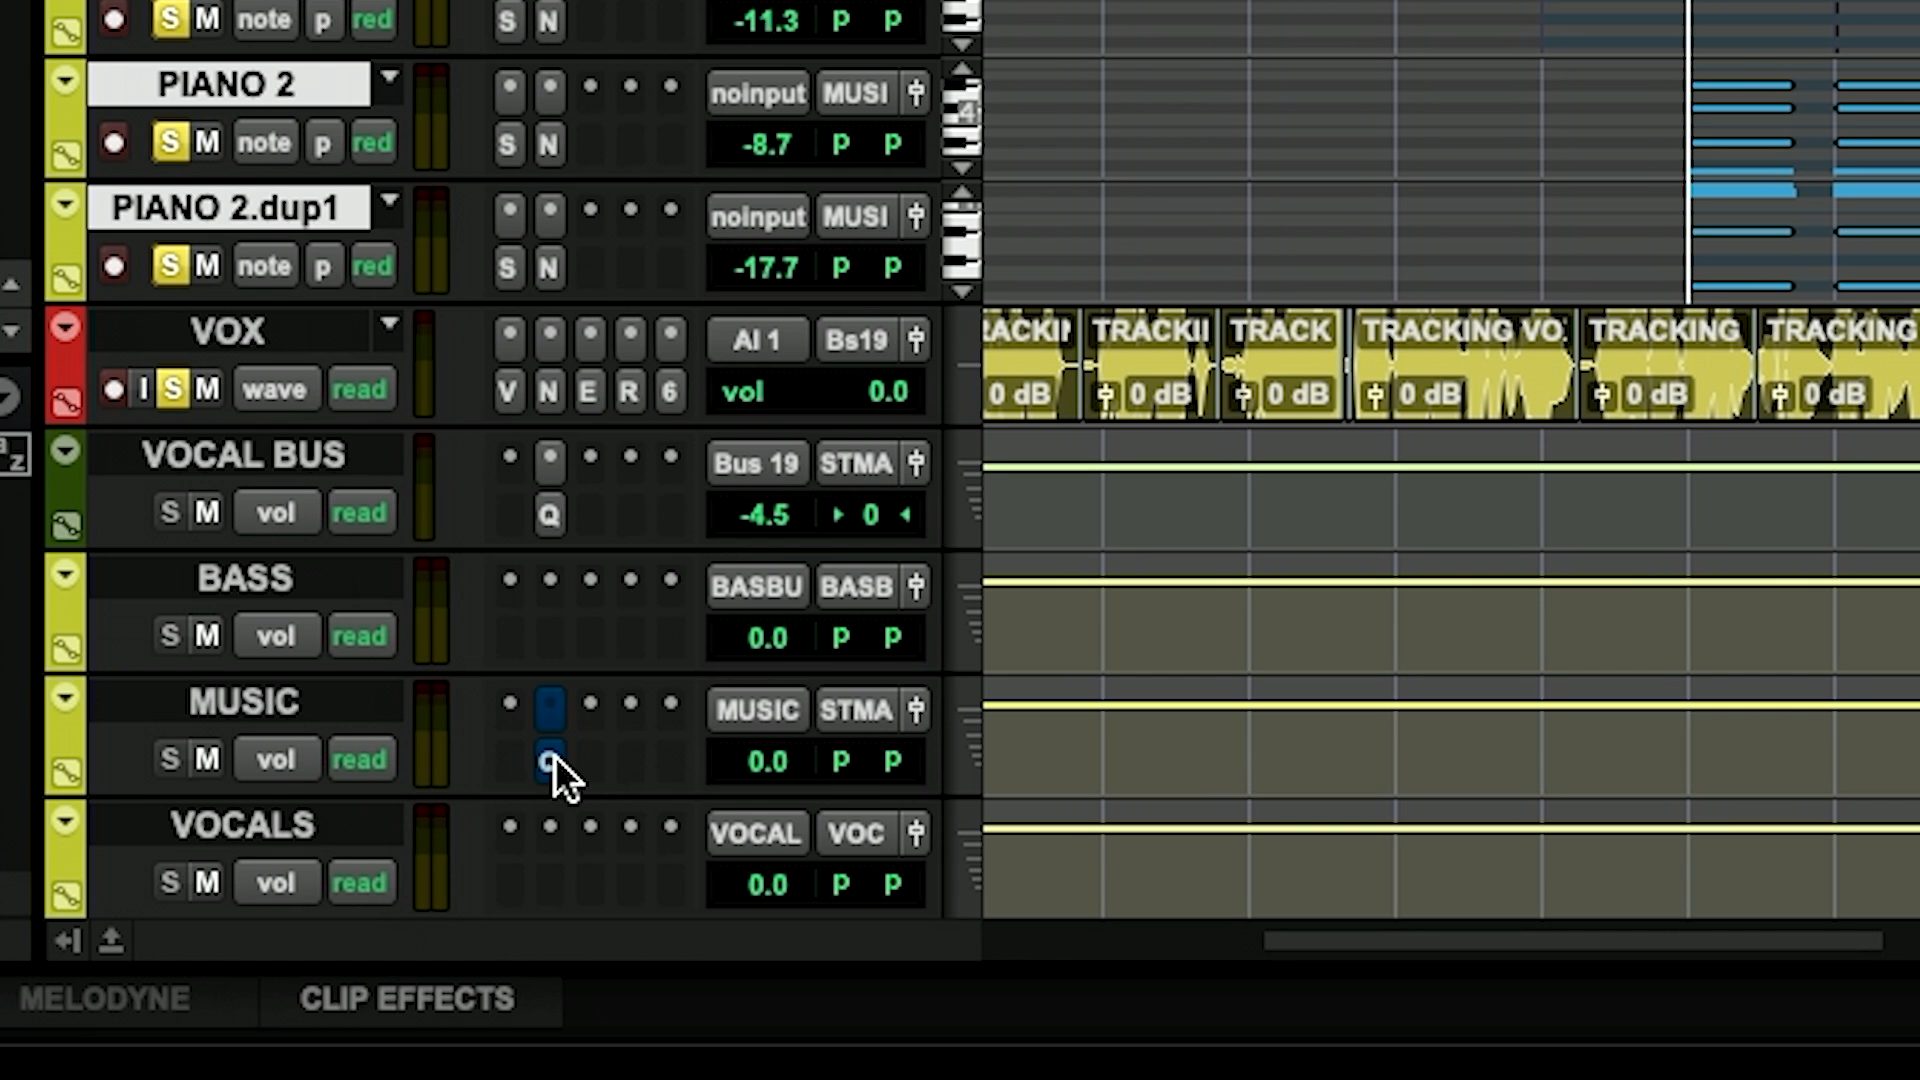 S M note p red S N -11.3 P P
PIANO 2 noinput MUSI
S M note p red S N -8.7 P P
PIANO 2.dup1 noinput MUSI
S M note p red S N -17.7 P P
VOX AI 1 Bs19 TRACKII TRACK TRACKING VO. TRACKING TRACKING
I S M wave read V N E R 6 vol 0.0 0 dB 0 dB 0 dB 0 dB 0 dB 0 dB
VOCAL BUS Bus 19 STMA
S M vol read Q -4.5 0
BASS BASBU BASB
S M vol read 0.0 P P
MUSIC MUSIC STMA
S M vol read 0.0 P P
VOCALS VOCAL VOC
S M vol read 0.0 P P
MELODYNE CLIP EFFECTS